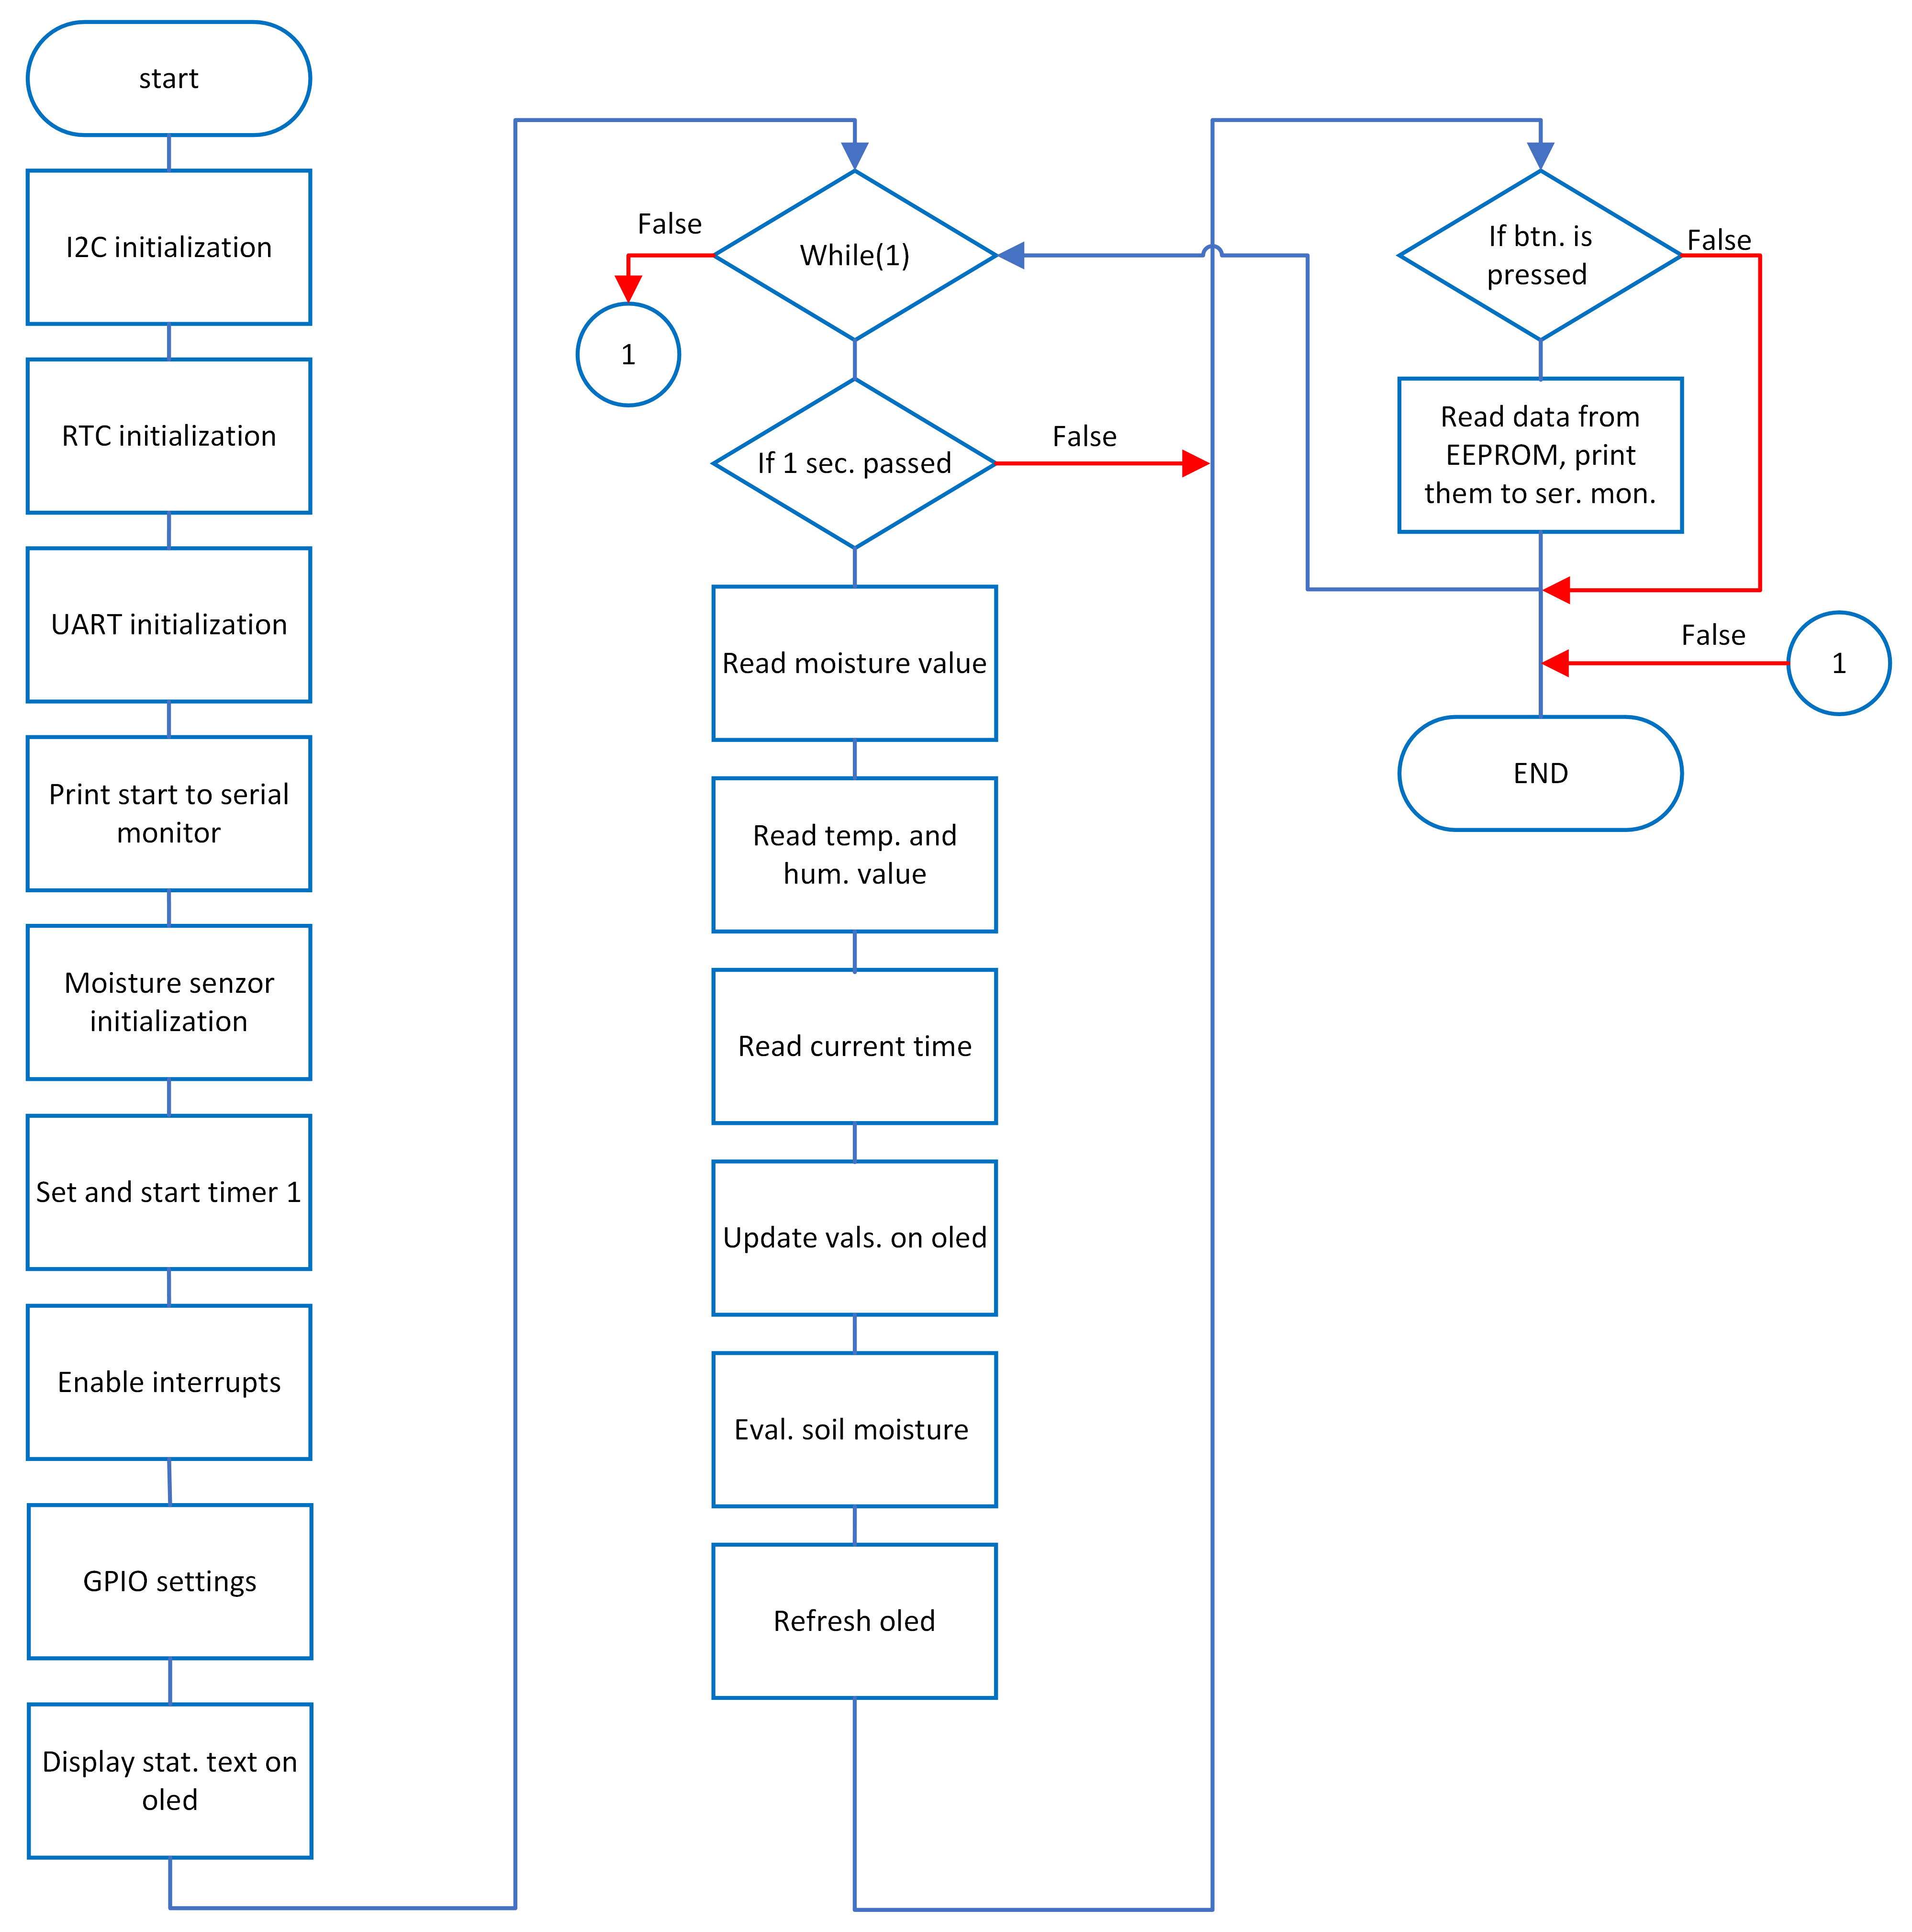 start
I2C initialization
RTC initialization
UART initialization
Print start to serial
monitor
Moisture senzor
initialization
Set and start timer 1
Enable interrupts
GPIO settings
Display stat. text on
oled
While(1)
False
1
If 1 sec. passed
False
Read moisture value
Read temp. and
hum. value
Read current time
Update vals. on oled
Eval. soil moisture
Refresh oled
If btn. is
pressed
False
Read data from
EEPROM, print
them to ser. mon.
False
1
END